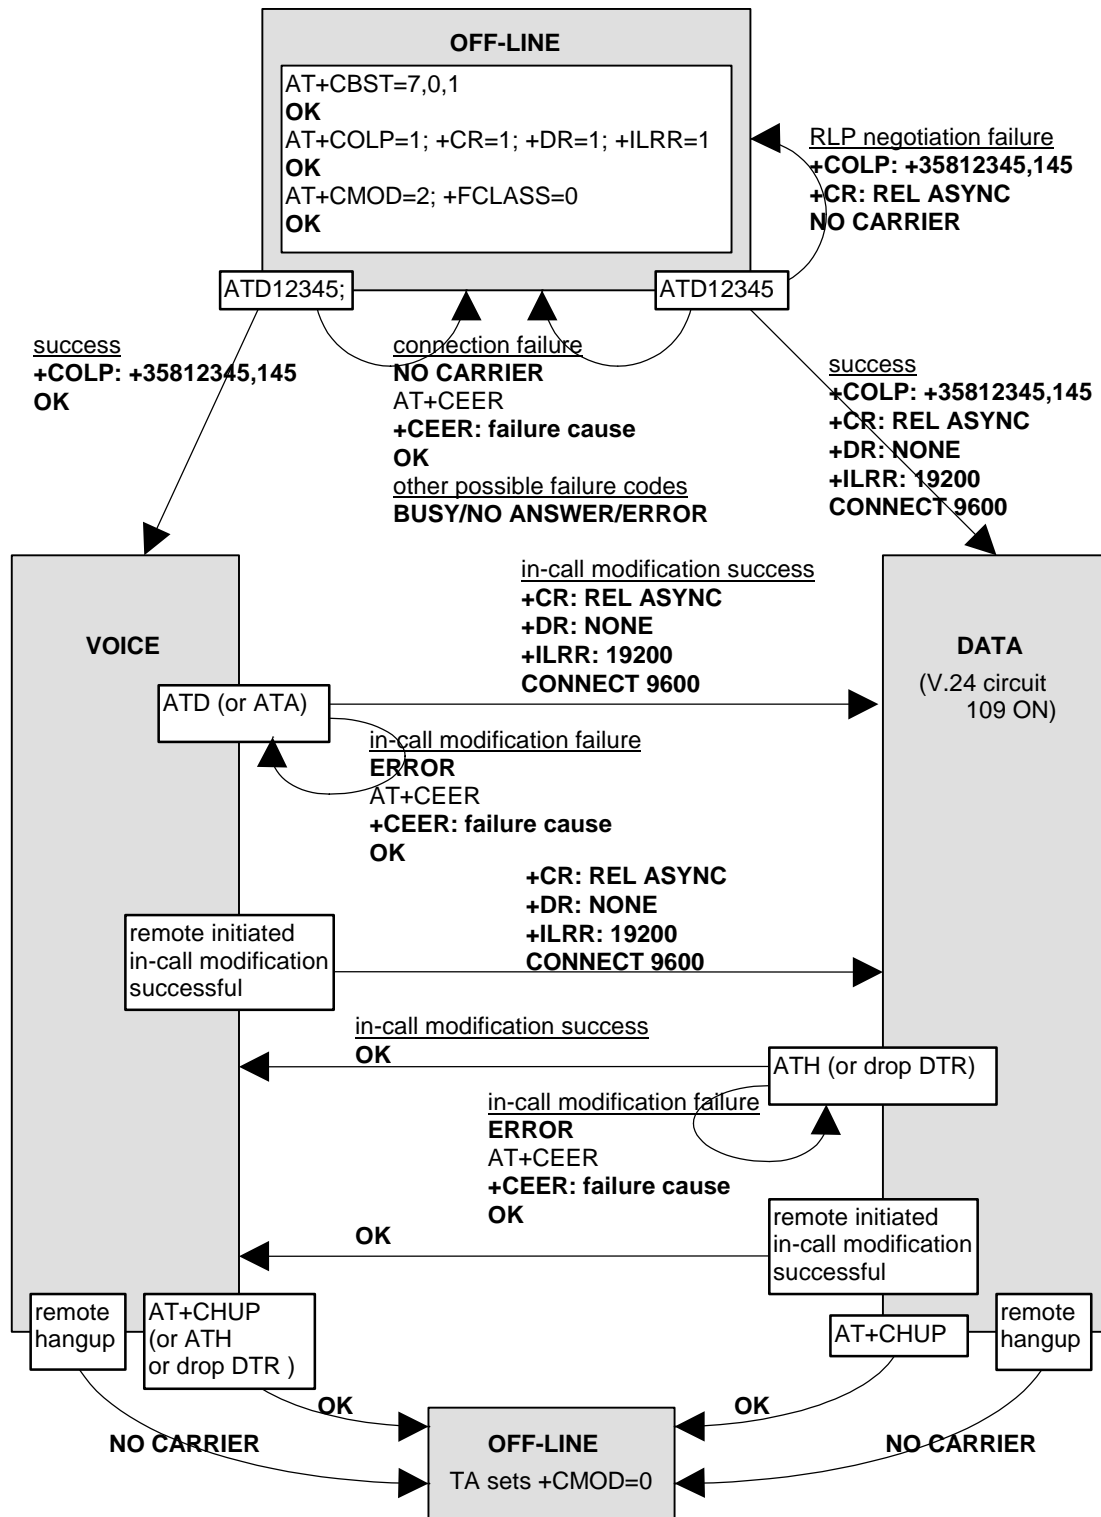 OFF-LINE
AT+CBST=7,0,1
OK
AT+COLP=1; +CR=1; +DR=1; +ILRR=1
OK
AT+CMOD=2; +FCLASS=0
OK
RLP negotiation failure
+COLP: +35812345,145
+CR: REL ASYNC
NO CARRIER
ATD12345;
ATD12345
success
+COLP: +35812345,145
OK
connection failure
NO CARRIER
AT+CEER
+CEER: failure cause
OK
other possible failure codes
BUSY/NO ANSWER/ERROR
success
+COLP: +35812345,145
+CR: REL ASYNC
+DR: NONE
+ILRR: 19200
CONNECT 9600
VOICE
in-call modification success
+CR: REL ASYNC
+DR: NONE
+ILRR: 19200
CONNECT 9600
DATA
(V.24 circuit
109 ON)
ATD (or ATA)
in-call modification failure
ERROR
AT+CEER
+CEER: failure cause
OK
+CR: REL ASYNC
+DR: NONE
+ILRR: 19200
CONNECT 9600
remote initiated
in-call modification
successful
in-call modification success
OK
ATH (or drop DTR)
in-call modification failure
ERROR
AT+CEER
+CEER: failure cause
OK
OK
remote initiated
in-call modification
successful
remote
hangup
AT+CHUP
(or ATH
or drop DTR )
AT+CHUP
remote
hangup
OK
OK
NO CARRIER
NO CARRIER
OFF-LINE
TA sets +CMOD=0